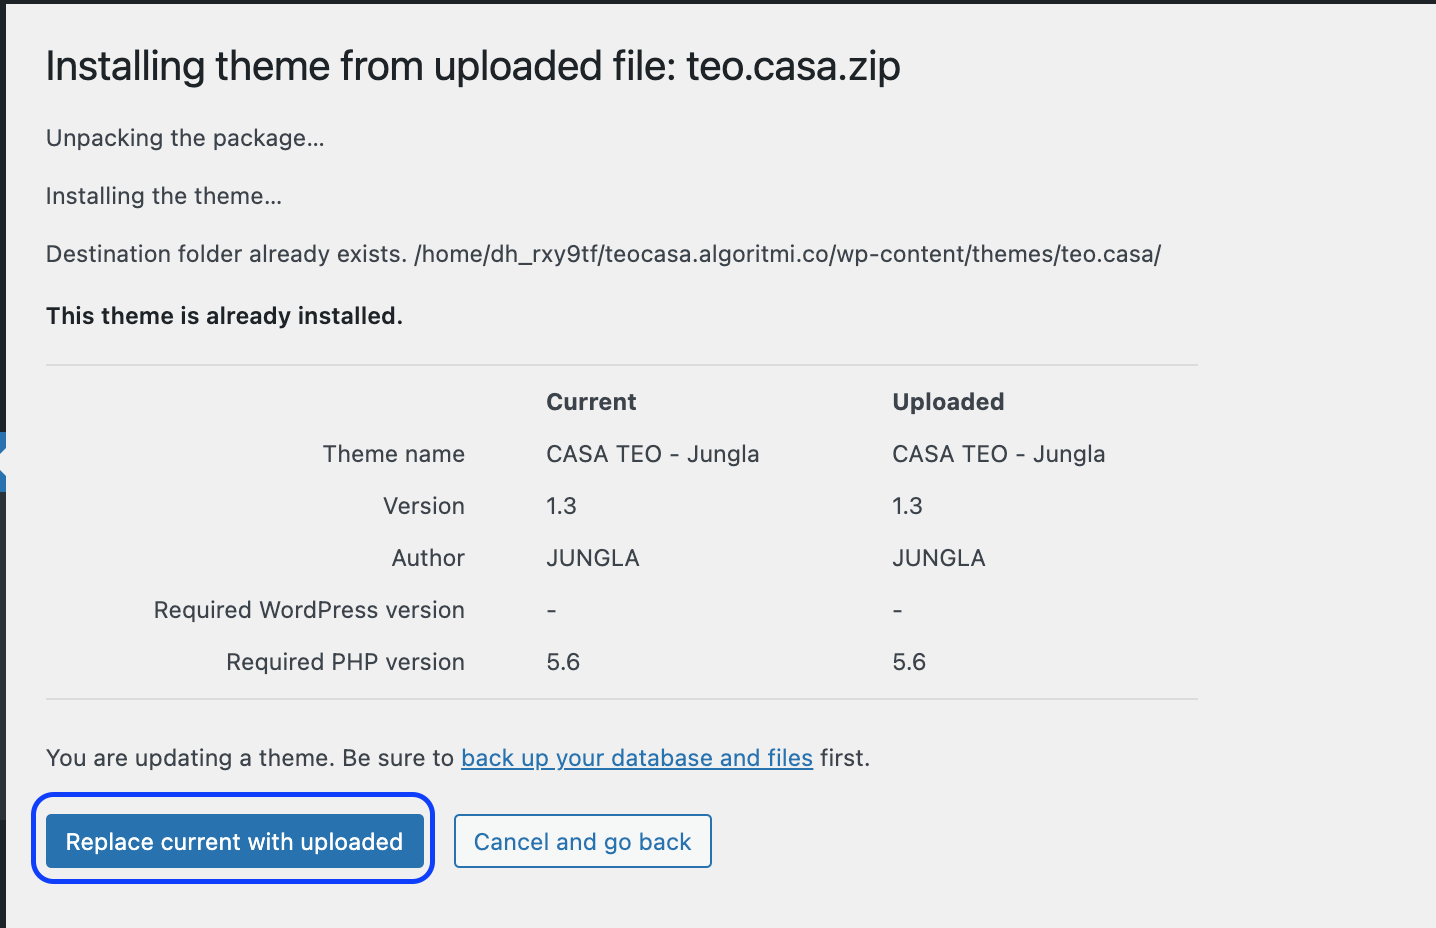 Installing theme from uploaded file: teo.casa.zip
Unpacking the package…
Installing the theme…
Destination folder already exists. /home/dh_rxy9tf/teocasa.algoritmi.co/wp-content/themes/teo.casa/
This theme is already installed.
Current Uploaded
Theme name CASA TEO - Jungla CASA TEO - Jungla
Version 1.3 1.3
Author JUNGLA JUNGLA
Required WordPress version - -
Required PHP version 5.6 5.6
You are updating a theme. Be sure to back up your database and files first.
Replace current with uploaded Cancel and go back